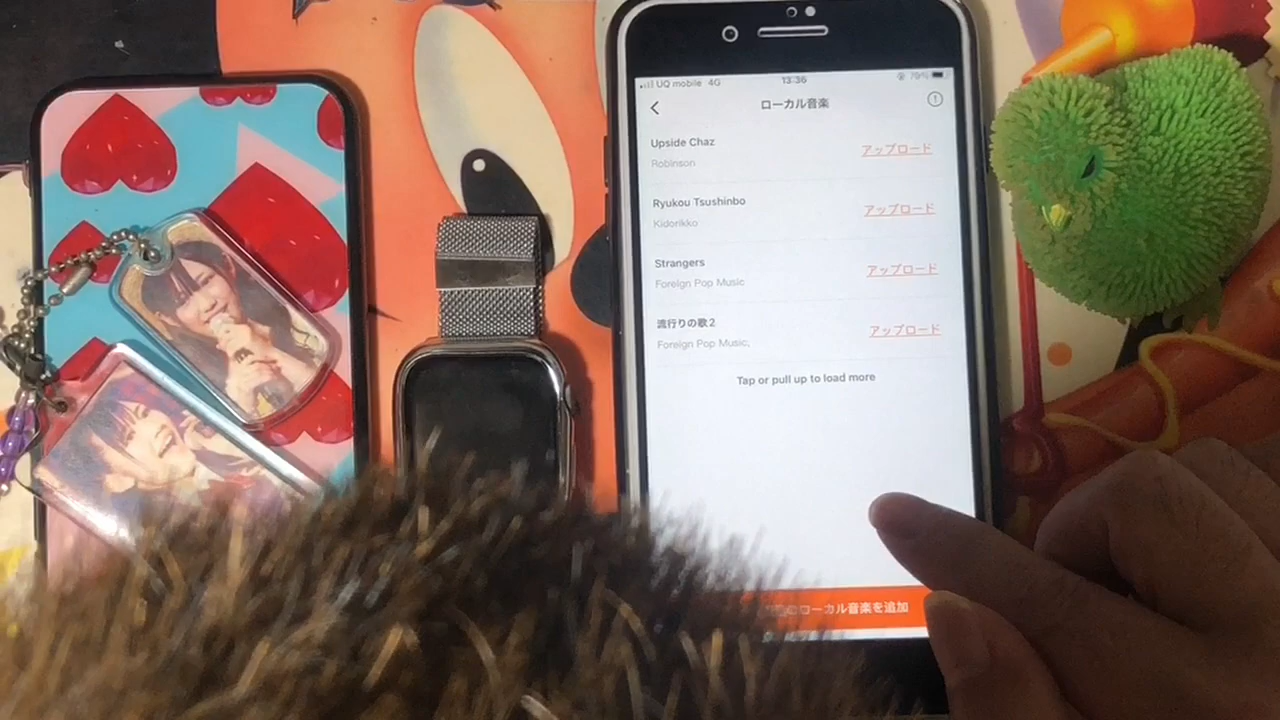 UQ mobile 4G 13:36 79%
ローカル音楽
Upside Chaz
アップロード
Robinson
Ryukou Tsushinbo
アップロード
Kidorikko
Strangers
アップロード
Foreign Pop Music
流行りの歌2
アップロード
Foreign Pop Music,
Tap or pull up to load more
のローカル音楽を追加